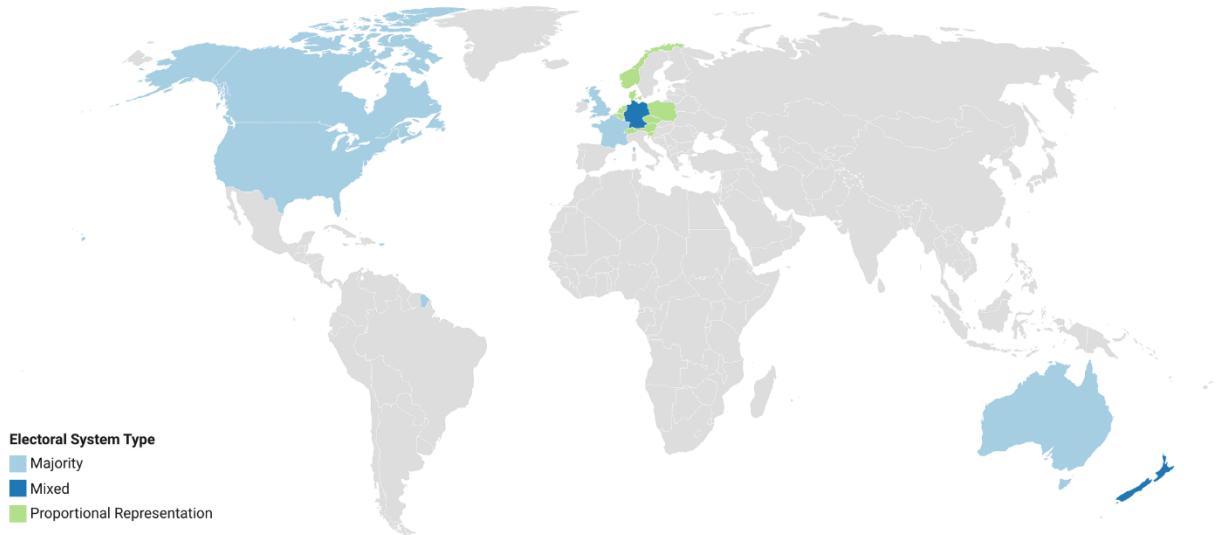 Electoral System Type
Majority
Mixed
Proportional Representation